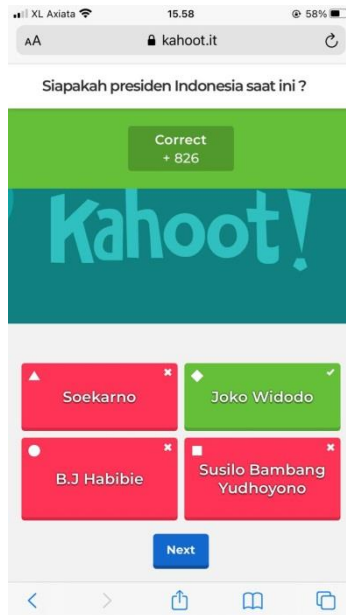 XL Axiata
15.58
58%
AA
kahoot.it
Siapakah presiden Indonesia saat ini ?
Correct
+ 826
Kahoot!
Soekarno
Joko Widodo
B.J Habibie
Susilo Bambang
Yudhoyono
Next